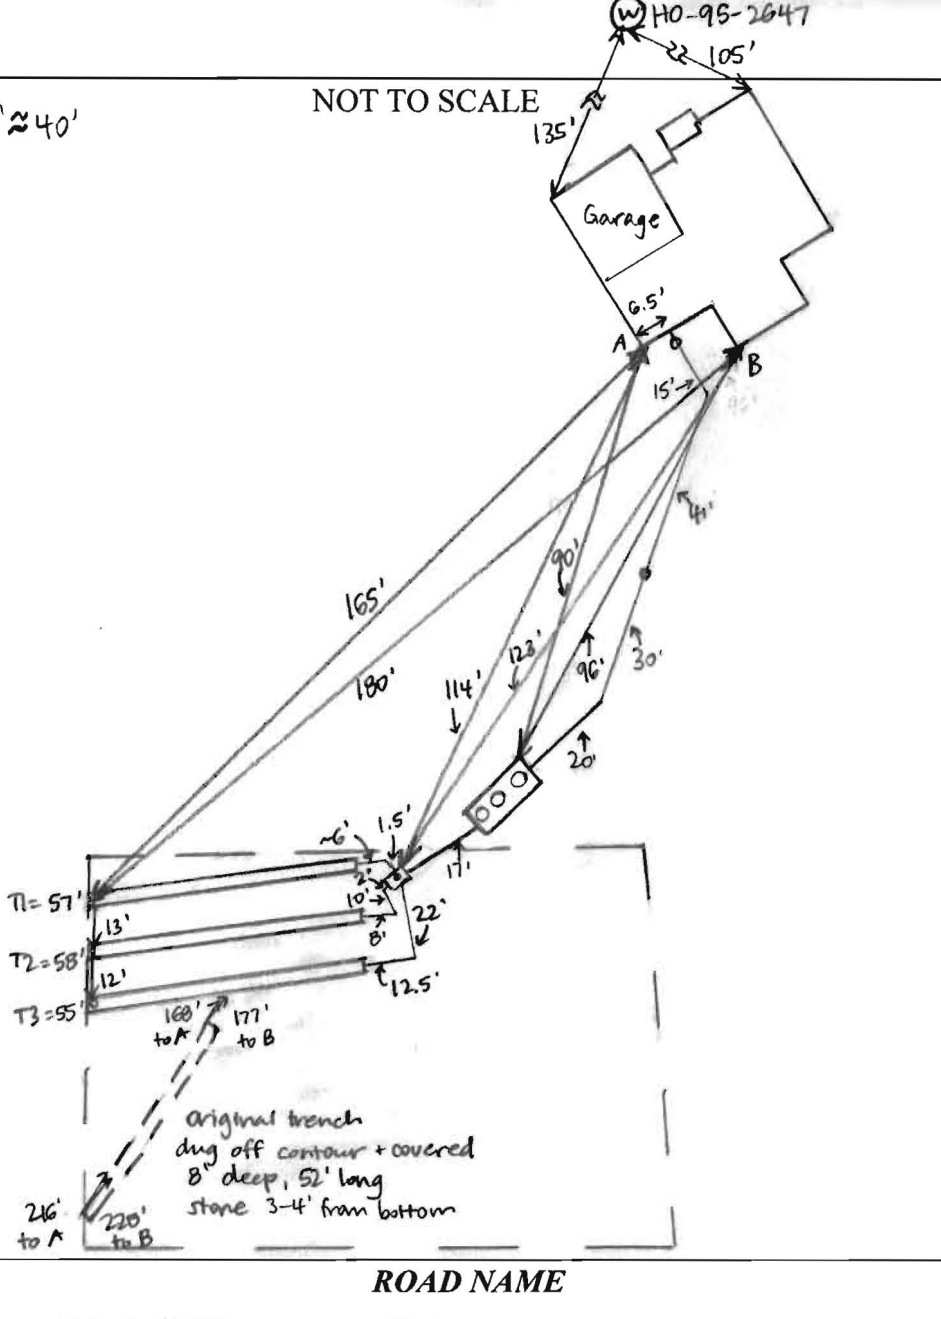 W HO-95-2647
105'
NOT TO SCALE
' ≈ 40'
135'
Garage
6.5'
A
B
15'
96'
41'
90'
165'
123'
96'
30'
180'
114'
20'
1.5'
~6'
17'
2'
T1 = 57'
10'
22'
13'
8'
T2 = 58'
12'
12.5'
T3 = 55'
168' to A
177' to B
original trench
dug off contour + covered
8" deep, 52' long
stone 3-4' from bottom
216' to A
228' to B
ROAD NAME